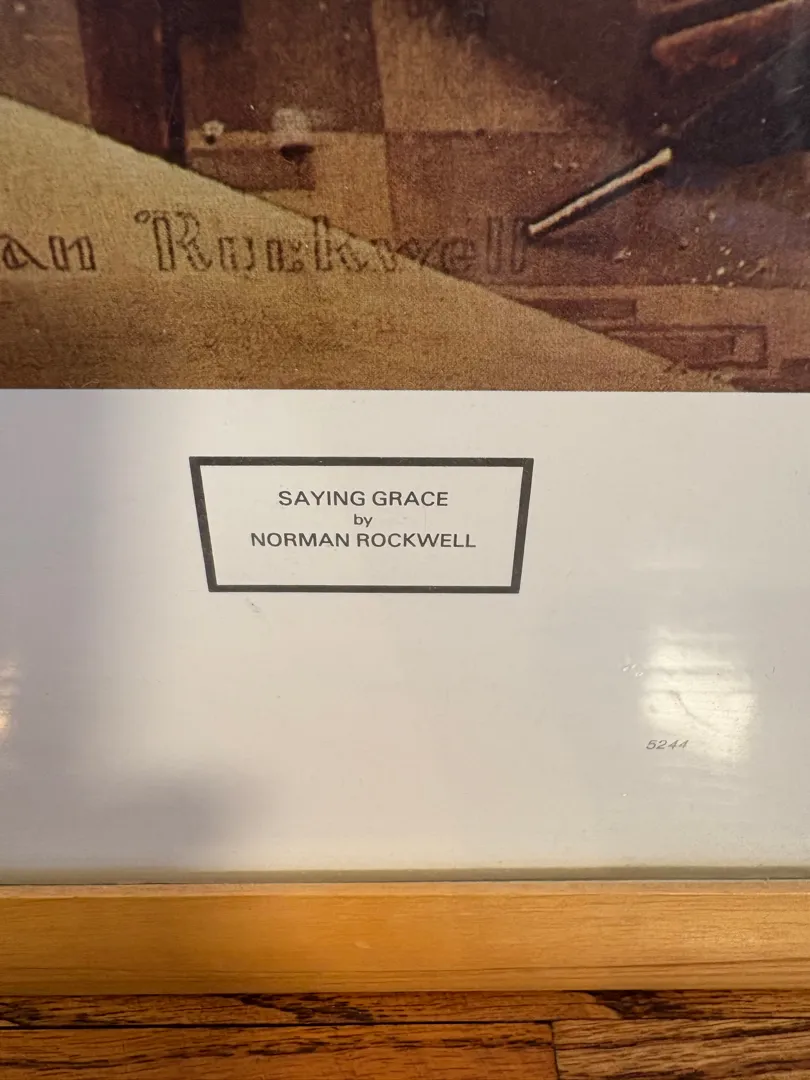 an Rockwell
SAYING GRACE
by
NORMAN ROCKWELL
5244